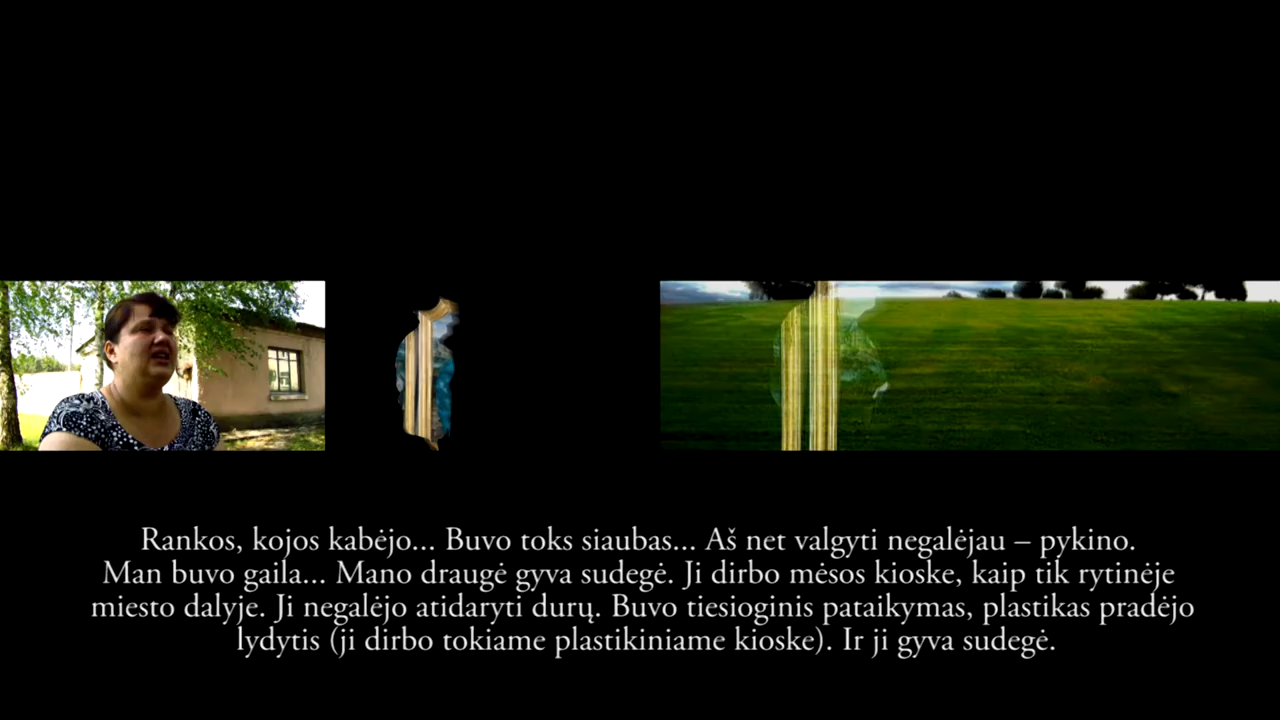 Rankos, kojos kabėjo... Buvo toks siaubas... Aš net valgyti negalėjau – pykino.
Man buvo gaila... Mano draugė gyva sudegė. Ji dirbo mėsos kioske, kaip tik rytinėje
miesto dalyje. Ji negalėjo atidaryti durų. Buvo tiesioginis pataikymas, plastikas pradėjo
lydytis (ji dirbo tokiame plastikiniame kioske). Ir ji gyva sudegė.